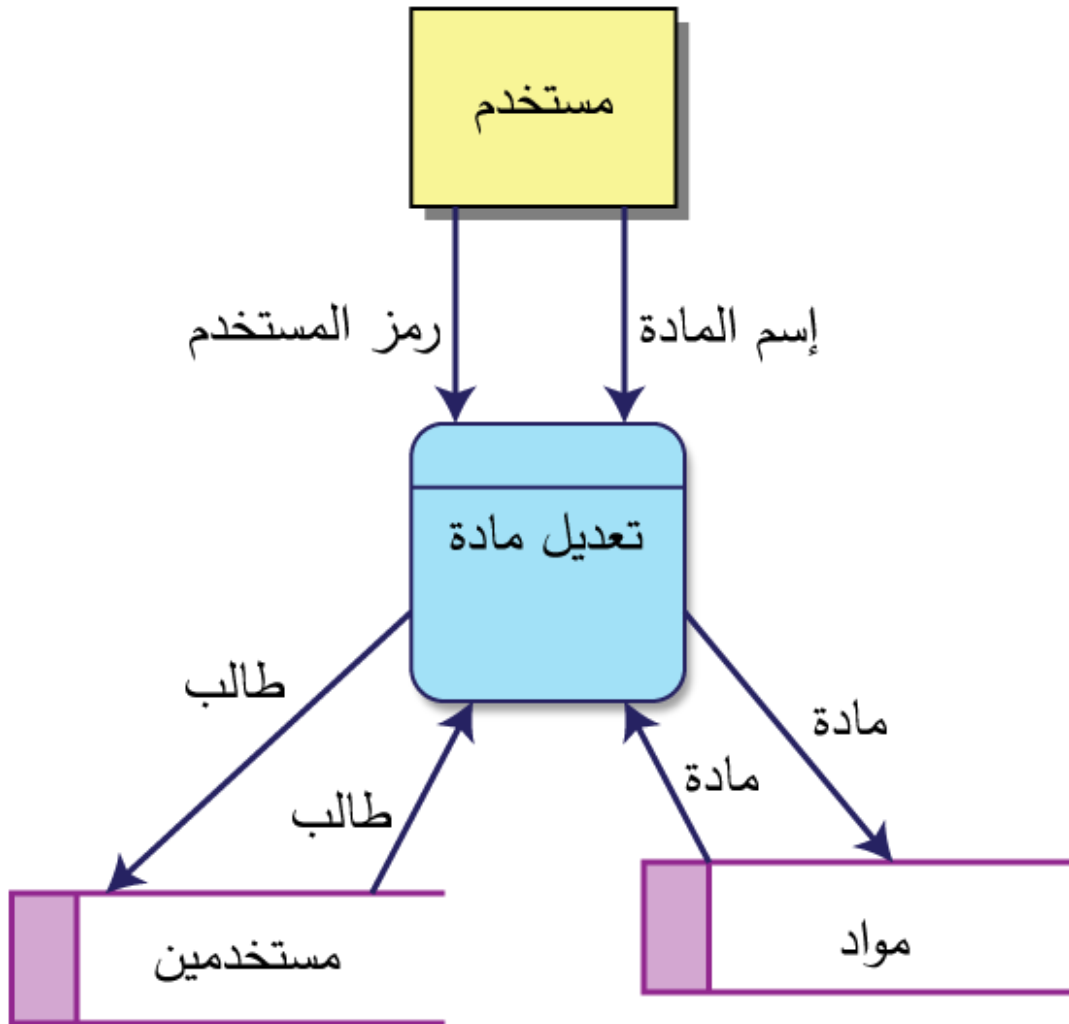 مستخدم
إسم المادة
رمز المستخدم
تعديل مادة
طالب
مادة
مادة
طالب
مواد
مستخدمين